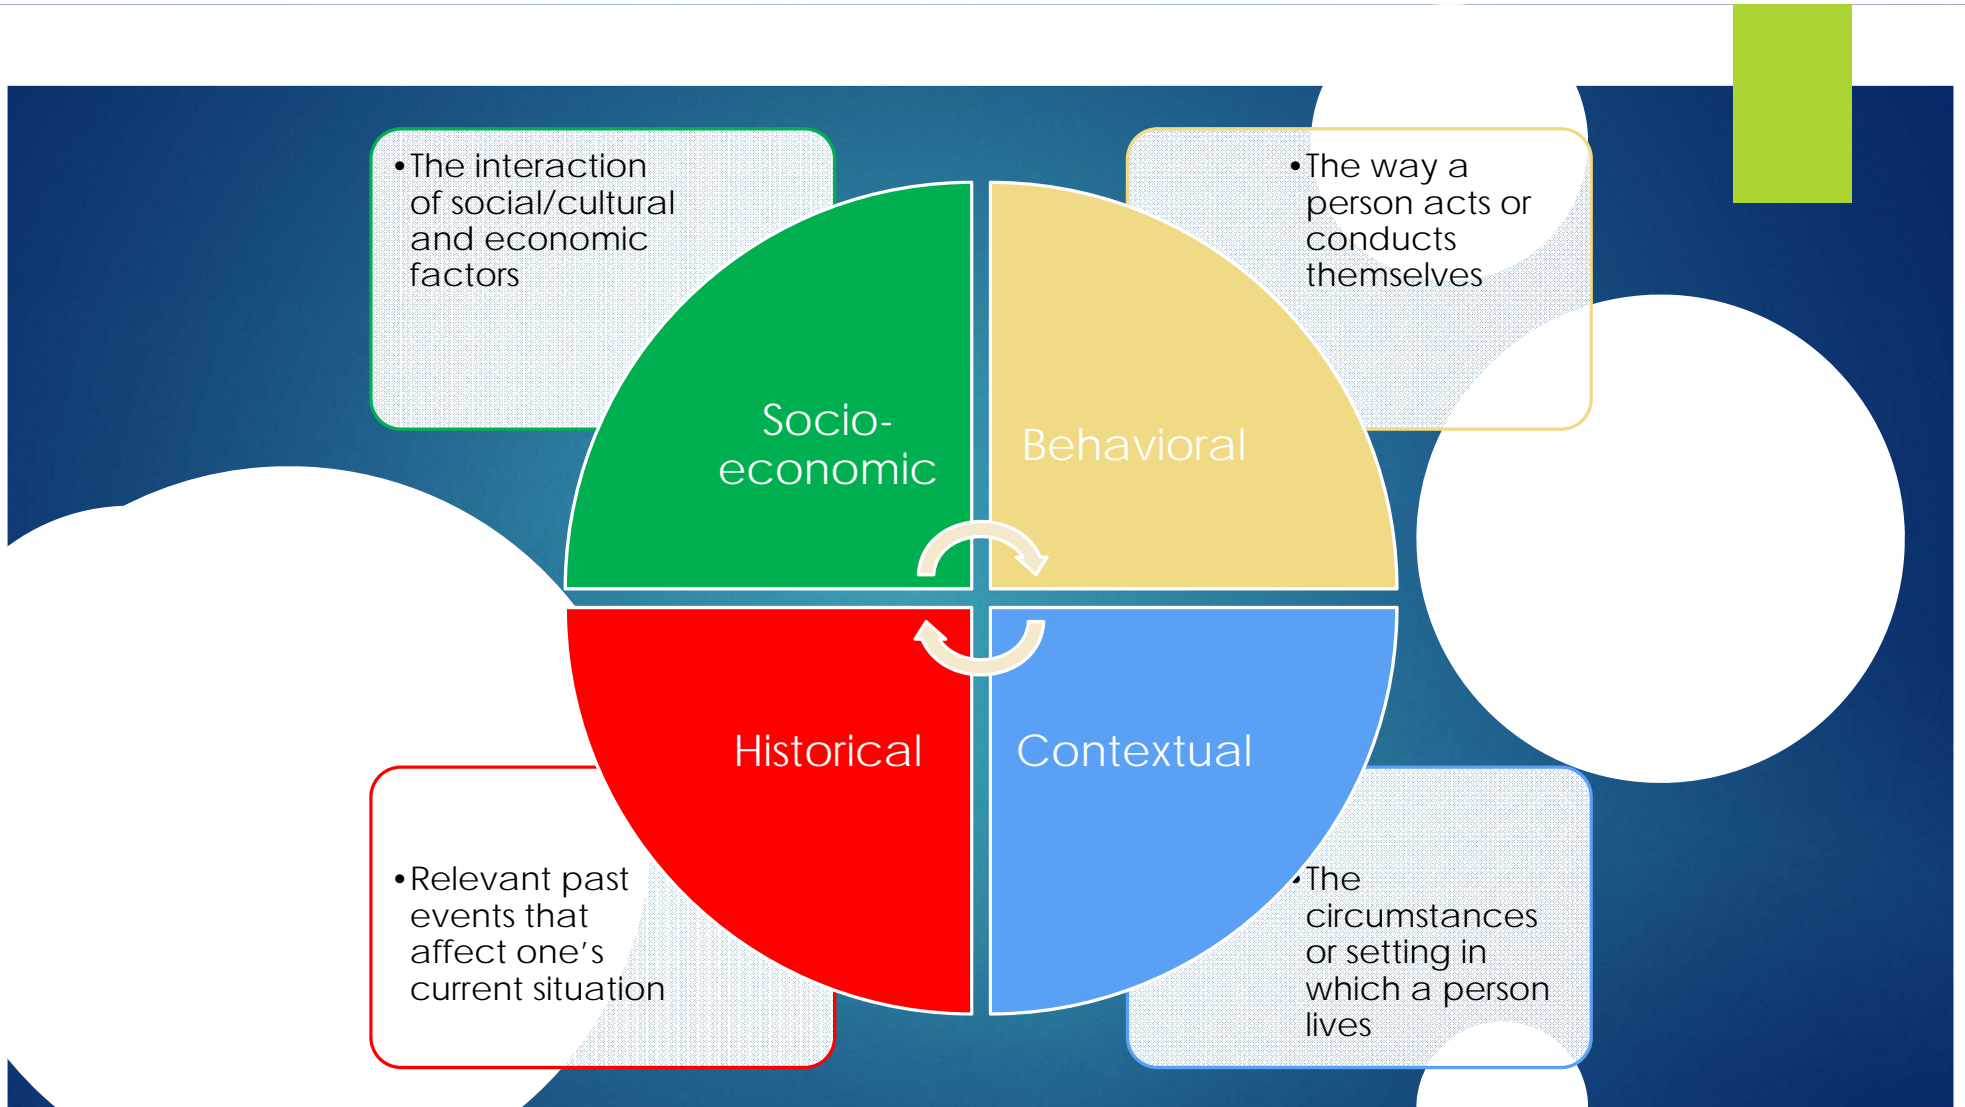 •The interaction
of social/cultural
and economic
factors
•The way a
person acts or
conducts
themselves
Socio-
economic
Behavioral
Historical
Contextual
•Relevant past
events that
affect one’s
current situation
•The
circumstances
or setting in
which a person
lives